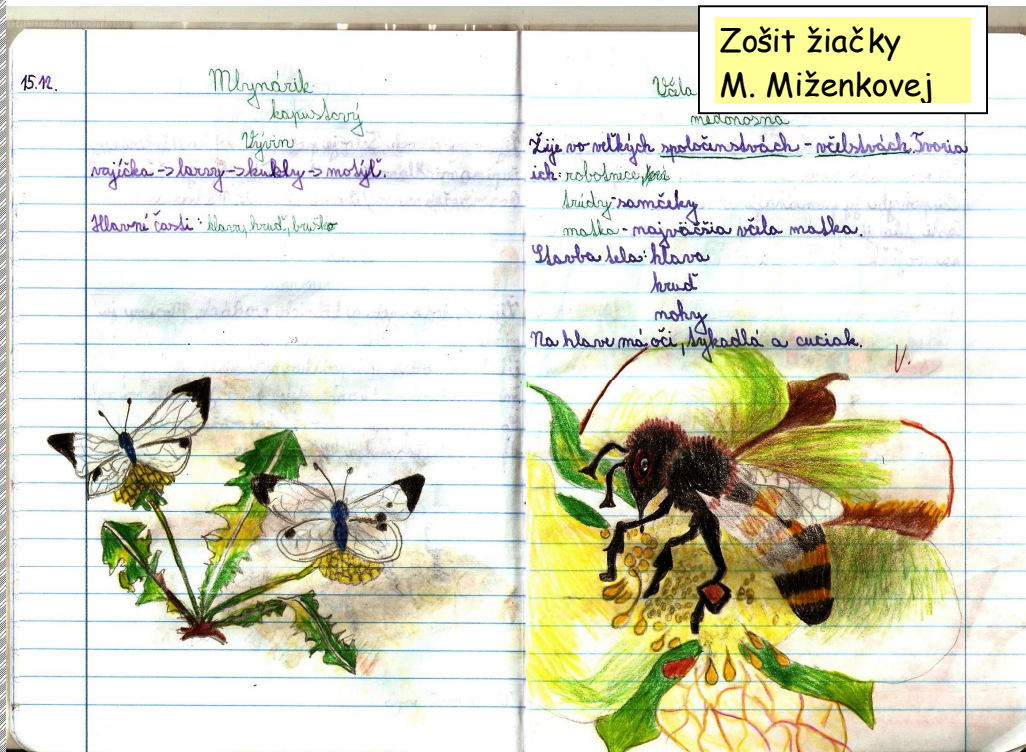 Zošit žiačky
M. Miženkovej
15.12.
Mlynárik
kapustový
Vývin
vajíčka -> larvy -> kukly -> motýľ.
Hlavné časti: hlava, hruď, bruško
Včela
medonosna
Žije vo veľkých spoločinstvách - včelstvách. Tvoria
ich: robotnice,
trúdy - samčeky
matka - najväčšia včela matka.
Stavba tela: hlava
hruď
nohy
Na hlave má oči, tykadlá a cuciak.
V.